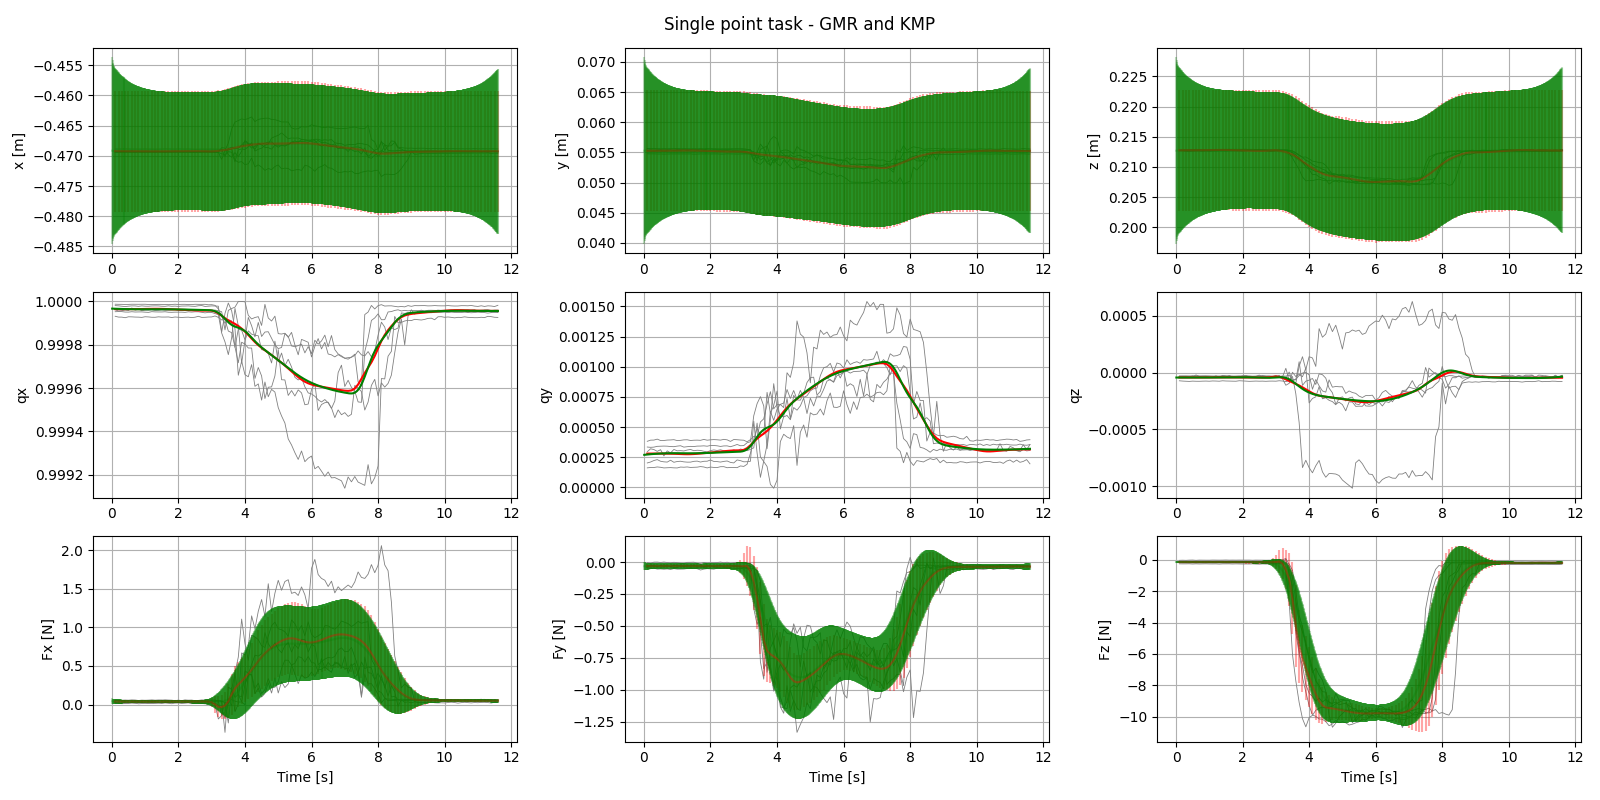 Single point task - GMR and KMP
x [m]
−0.455
−0.460
−0.465
−0.470
−0.475
−0.480
−0.485
0 2 4 6 8 10 12
y [m]
0.070
0.065
0.060
0.055
0.050
0.045
0.040
0 2 4 6 8 10 12
z [m]
0.225
0.220
0.215
0.210
0.205
0.200
0 2 4 6 8 10 12
qx
1.0000
0.9998
0.9996
0.9994
0.9992
0 2 4 6 8 10 12
qy
0.00150
0.00125
0.00100
0.00075
0.00050
0.00025
0.00000
0 2 4 6 8 10 12
qz
0.0005
0.0000
−0.0005
−0.0010
0 2 4 6 8 10 12
Fx [N]
2.0
1.5
1.0
0.5
0.0
0 2 4 6 8 10 12
Time [s]
Fy [N]
0.00
−0.25
−0.50
−0.75
−1.00
−1.25
0 2 4 6 8 10 12
Time [s]
Fz [N]
0
−2
−4
−6
−8
−10
0 2 4 6 8 10 12
Time [s]